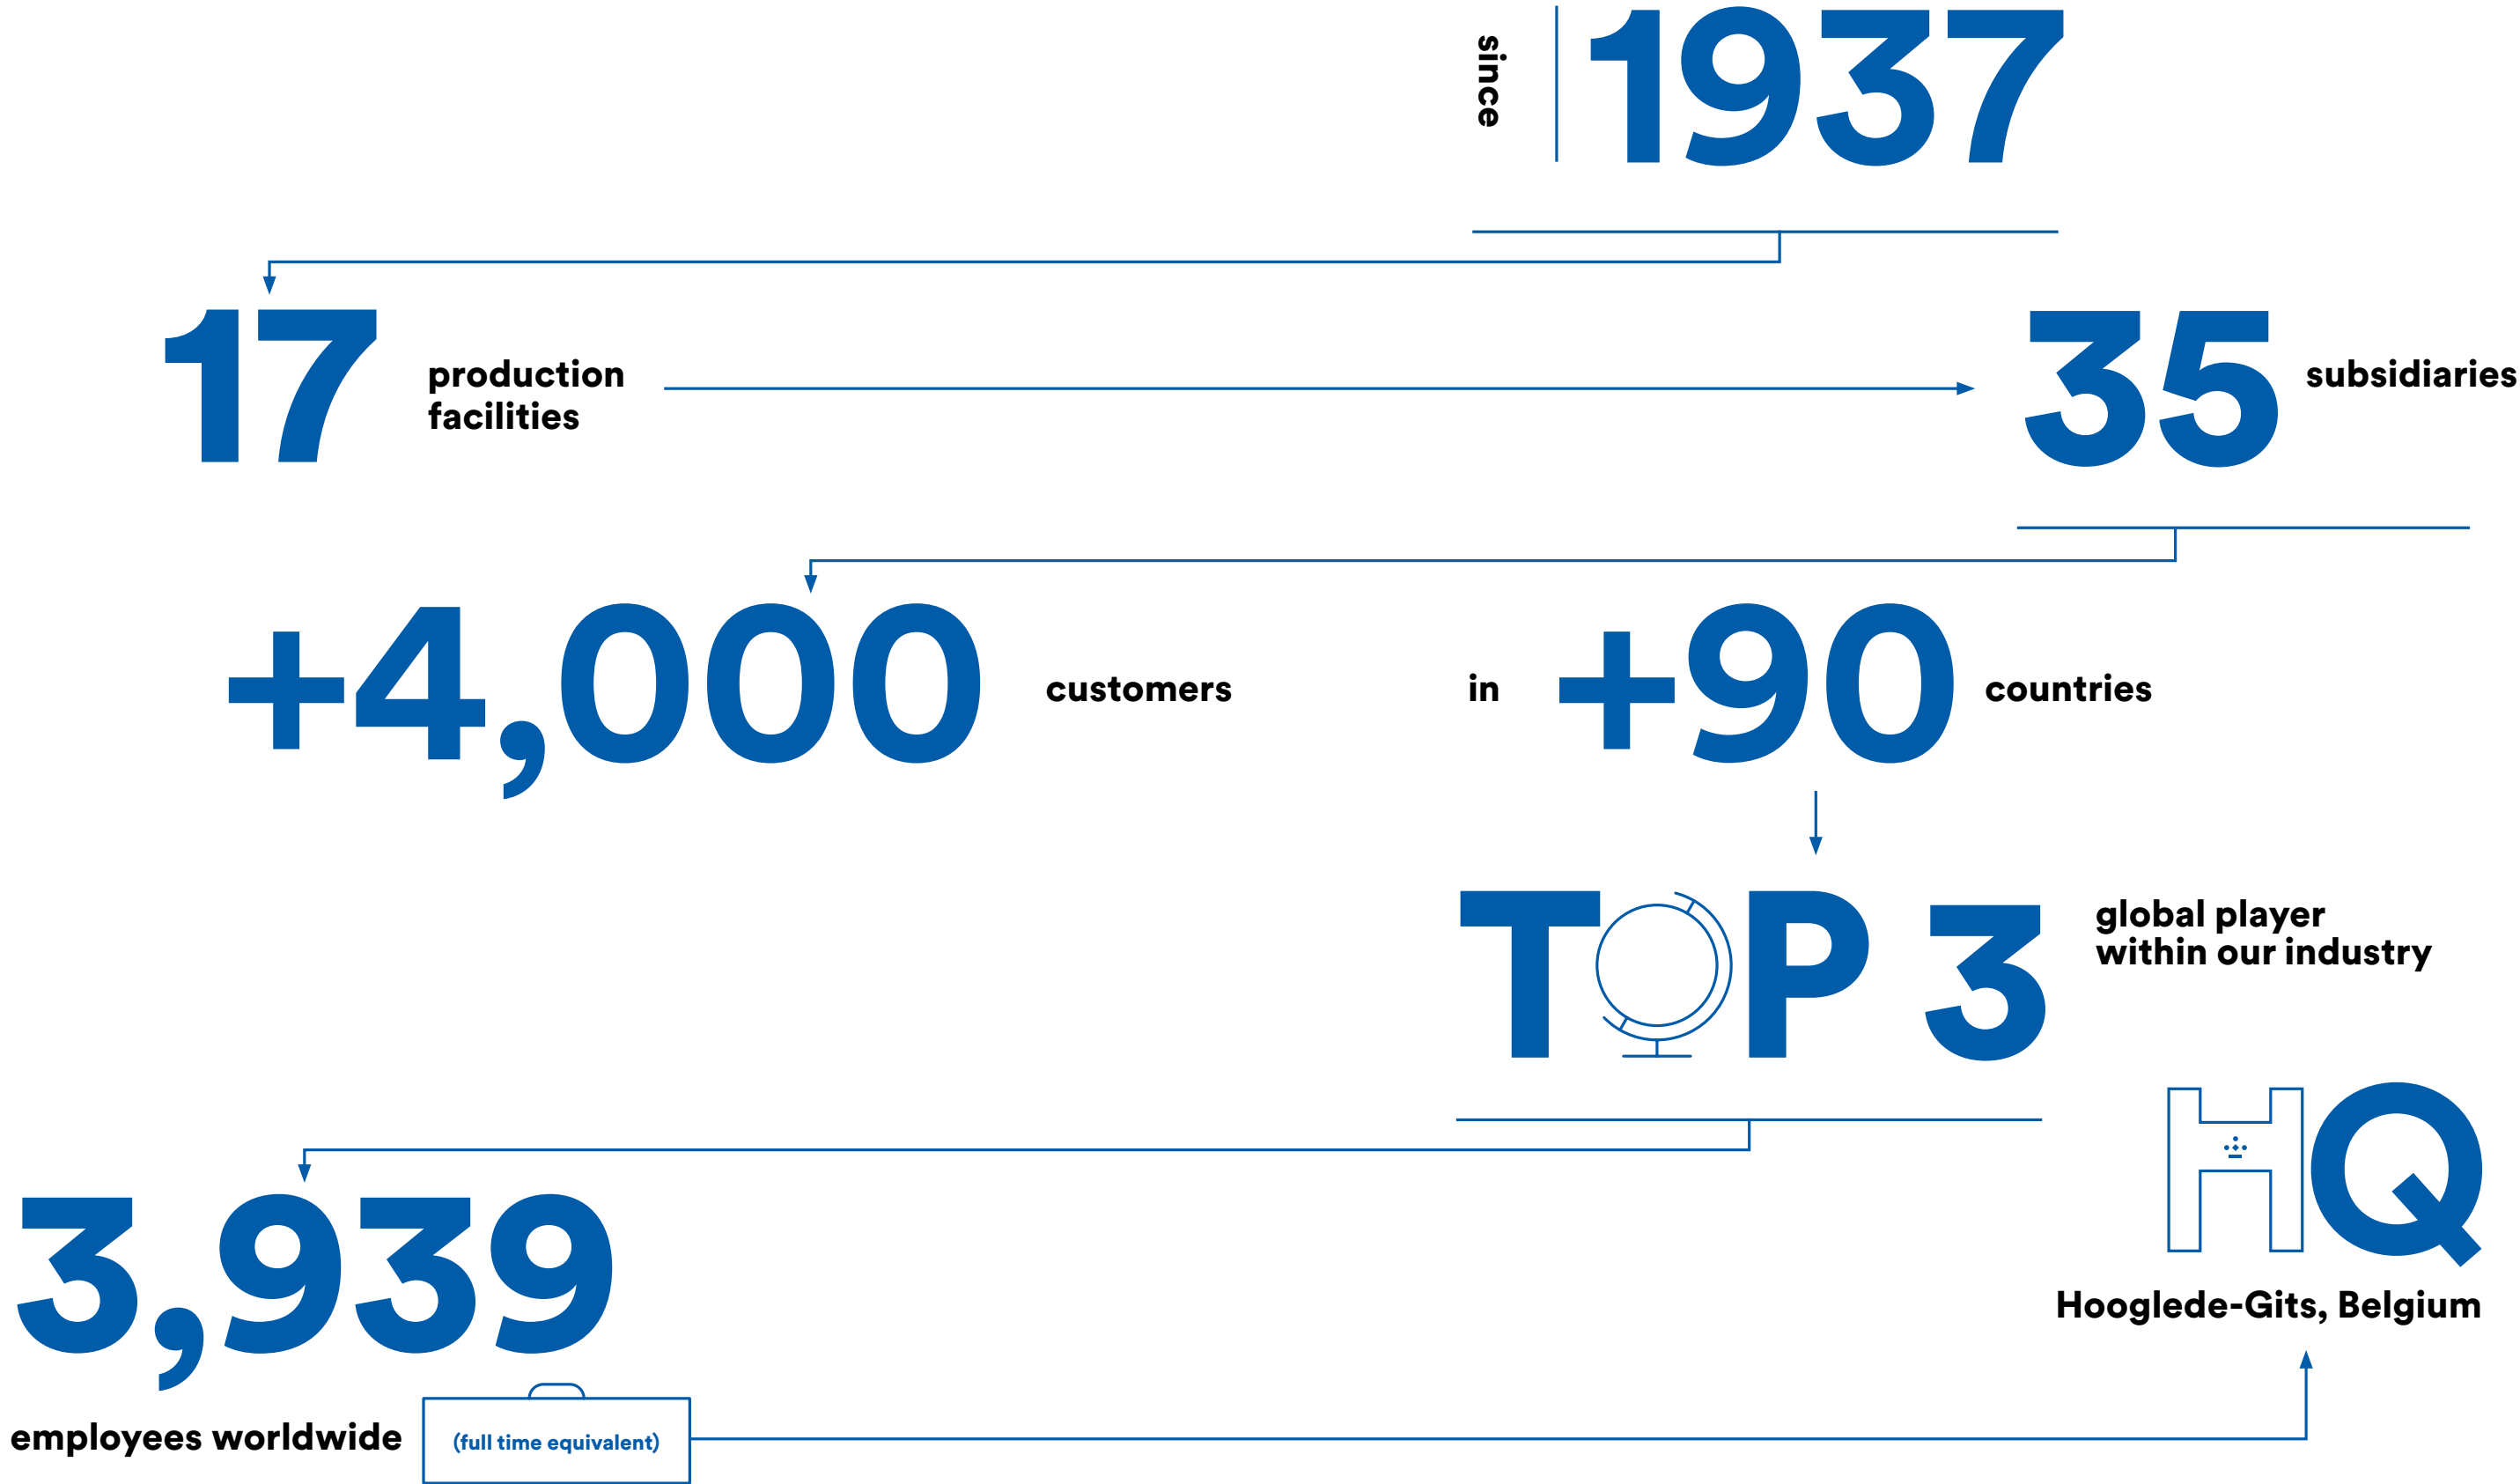 since
1937
17
production
facilities
35
subsidiaries
+4,000
customers
in
+90
countries
TOP 3
global player
within our industry
3,939
employees worldwide
(full time equivalent)
HQ
Hooglede-Gits, Belgium